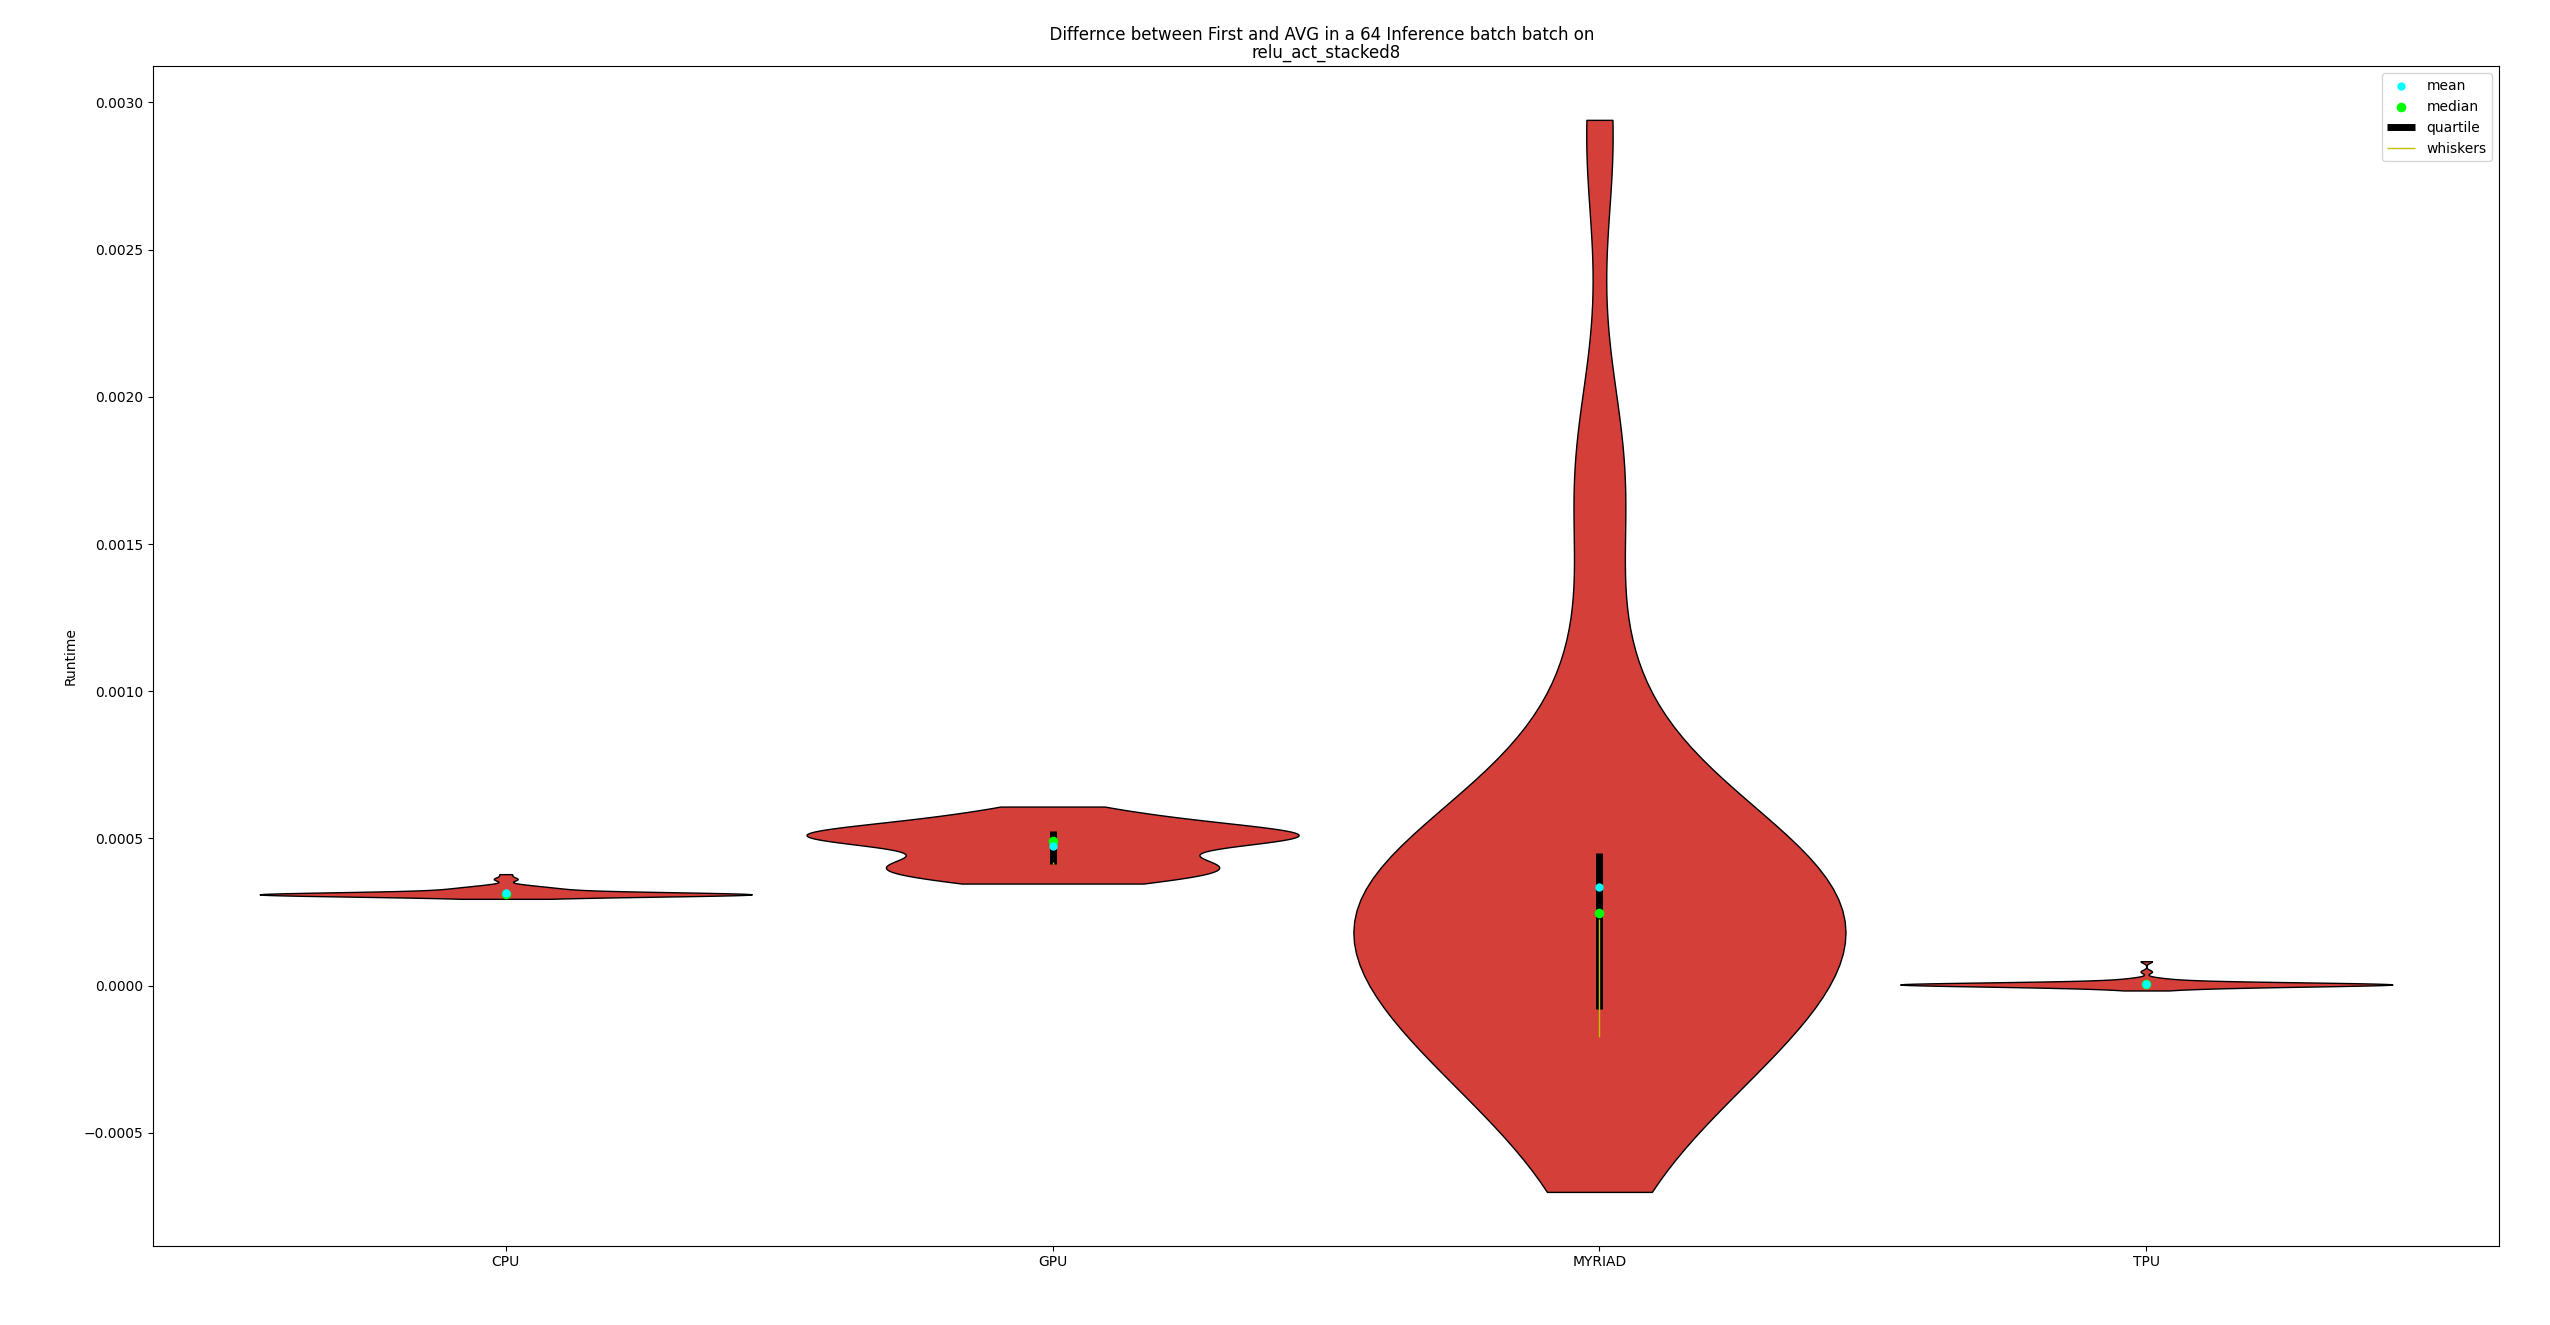 Differnce between First and AVG in a 64 Inference batch batch on
relu_act_stacked8
mean
median
quartile
whiskers
0.0030
0.0025
0.0020
0.0015
0.0010
0.0005
0.0000
−0.0005
Runtime
CPU GPU MYRIAD TPU